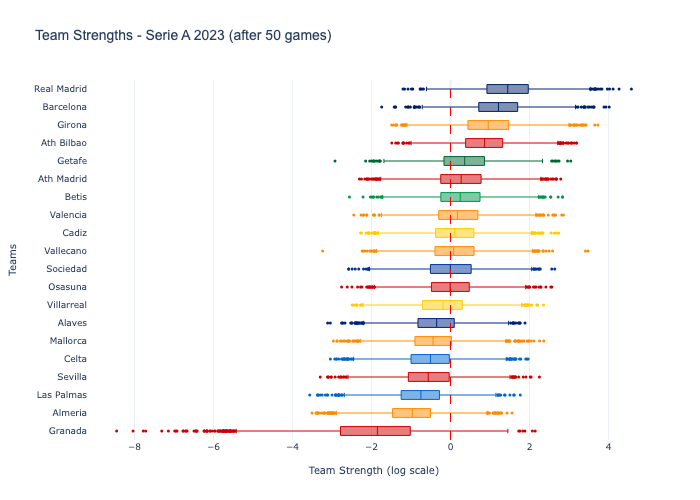 Team Strengths - Serie A 2023 (after 50 games)
Real Madrid
Barcelona
Girona
Ath Bilbao
Getafe
Ath Madrid
Betis
Valencia
Cadiz
Vallecano
Sociedad
Osasuna
Villarreal
Alaves
Mallorca
Celta
Sevilla
Las Palmas
Almeria
Granada
Teams
−8 −6 −4 −2 0 2 4
Team Strength (log scale)